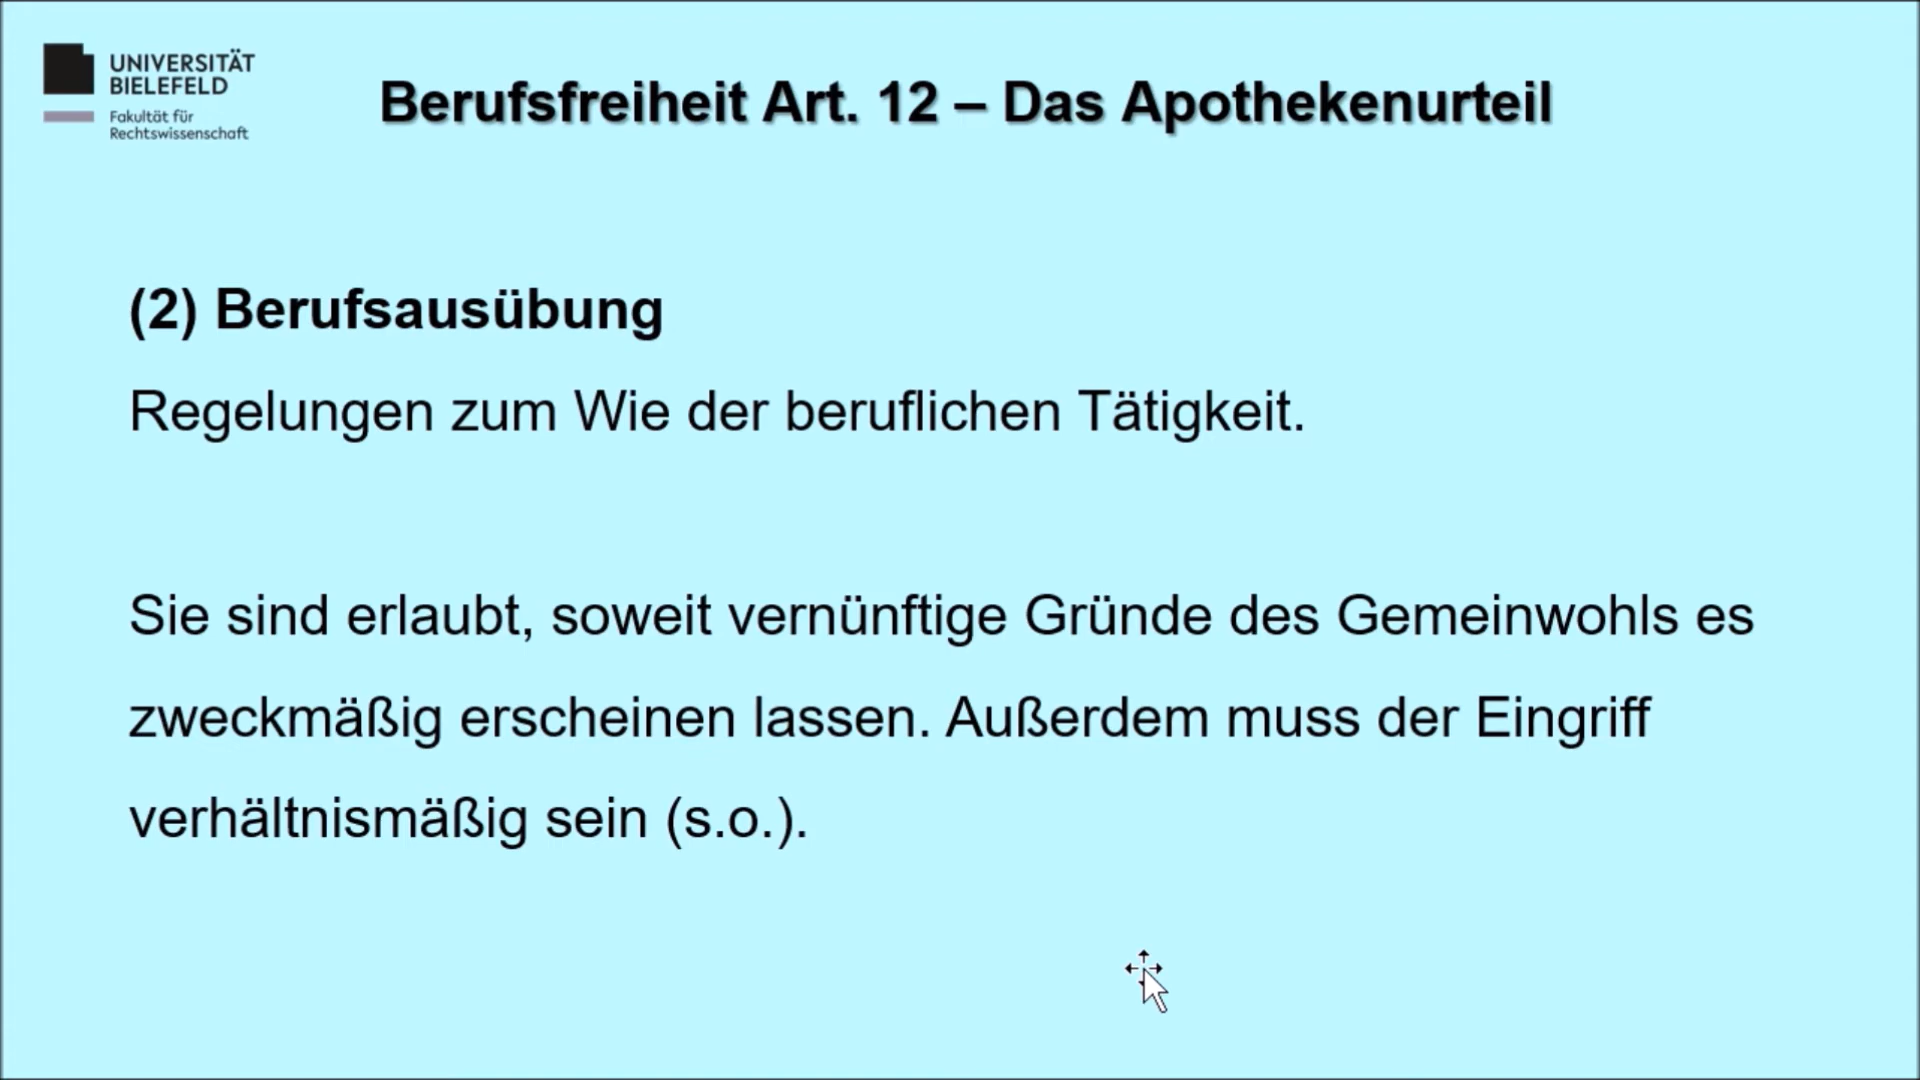 UNIVERSITÄT
BIELEFELD
Fakultät für
Rechtswissenschaft
Berufsfreiheit Art. 12 – Das Apothekenurteil
(2) Berufsausübung
Regelungen zum Wie der beruflichen Tätigkeit.
Sie sind erlaubt, soweit vernünftige Gründe des Gemeinwohls es
zweckmäßig erscheinen lassen. Außerdem muss der Eingriff
verhältnismäßig sein (s.o.).